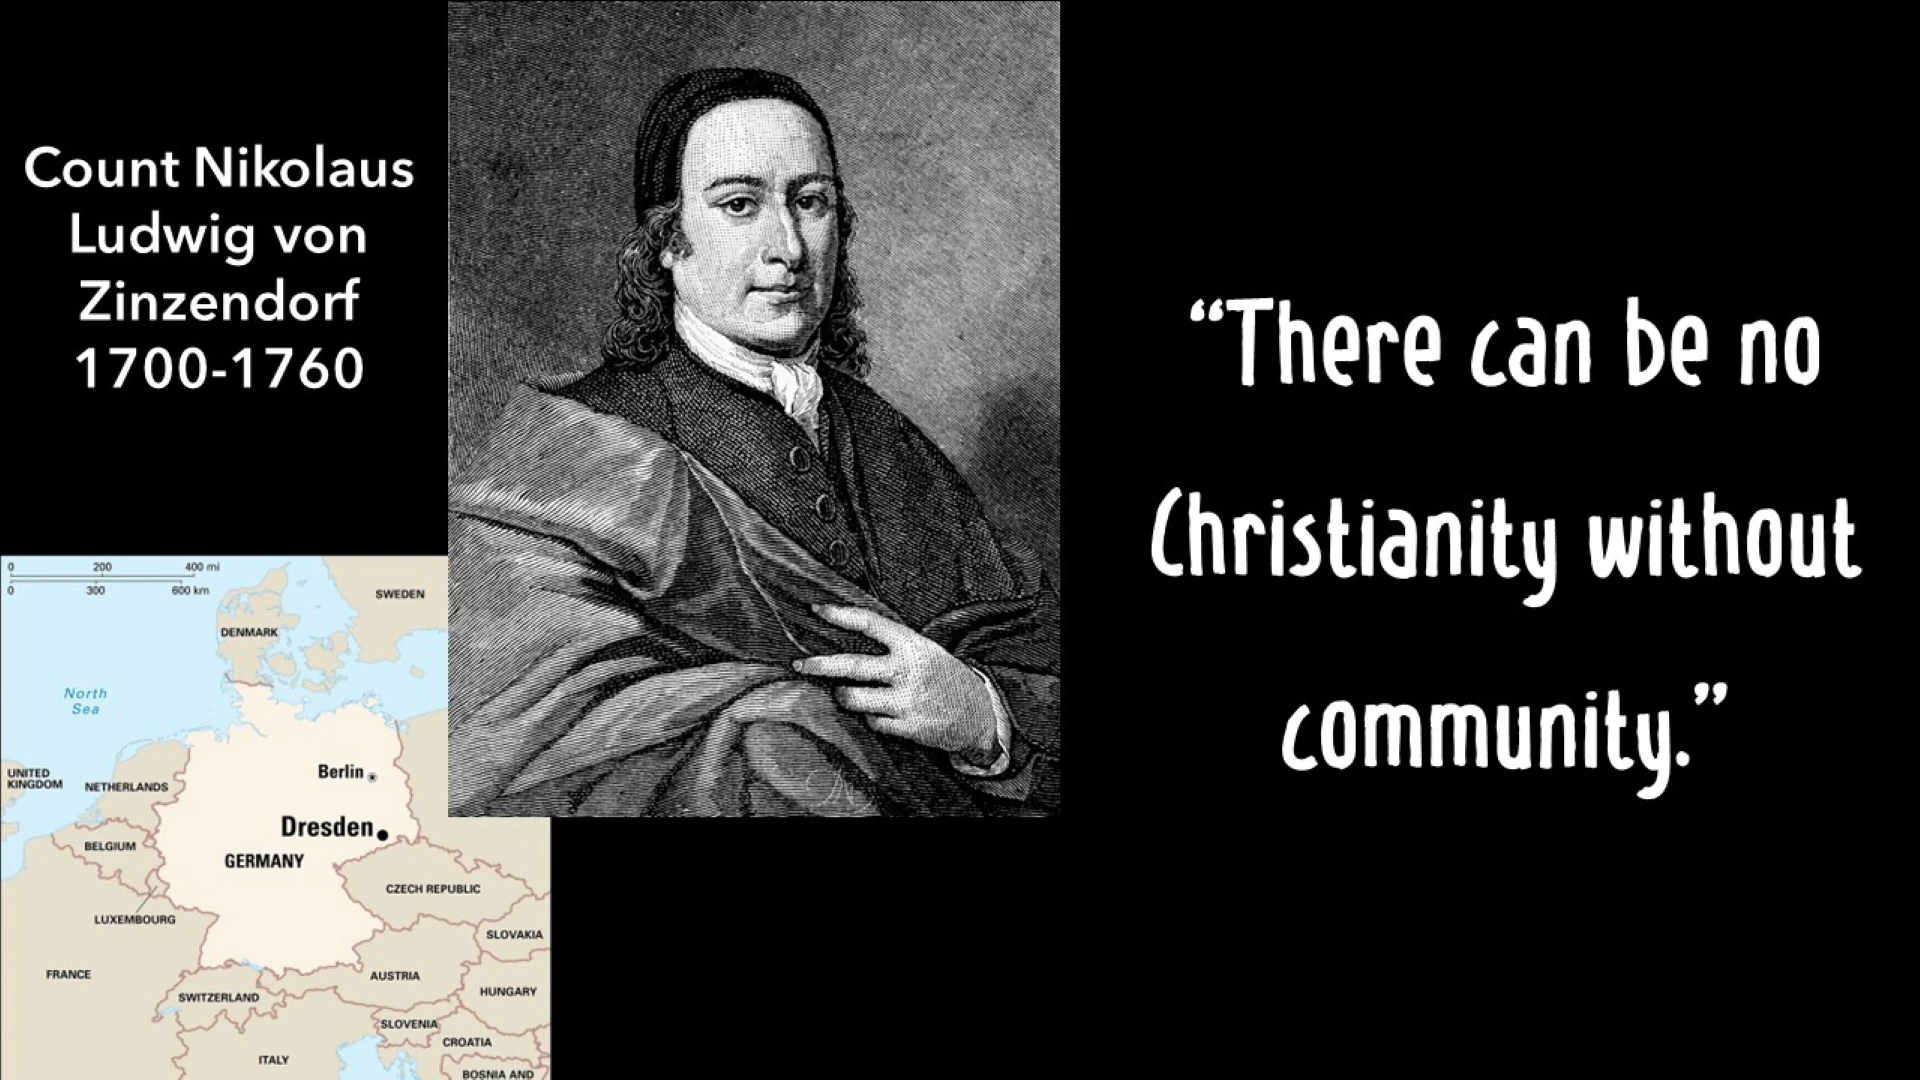 Count Nikolaus
Ludwig von
Zinzendorf
1700-1760
“There can be no
Christianity without
community.”
0 200 400 mi
0 300 600 km
SWEDEN
DENMARK
North
Sea
UNITED
KINGDOM
NETHERLANDS
Berlin
Dresden
BELGIUM
GERMANY
CZECH REPUBLIC
LUXEMBOURG
SLOVAKIA
FRANCE
AUSTRIA
SWITZERLAND
HUNGARY
SLOVENIA
CROATIA
ITALY
BOSNIA AND